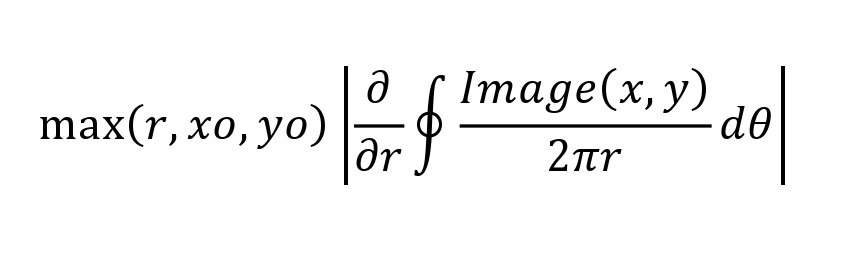 max(r, xo, yo) |∂/∂r ∮ Image(x, y)/2πr dθ|